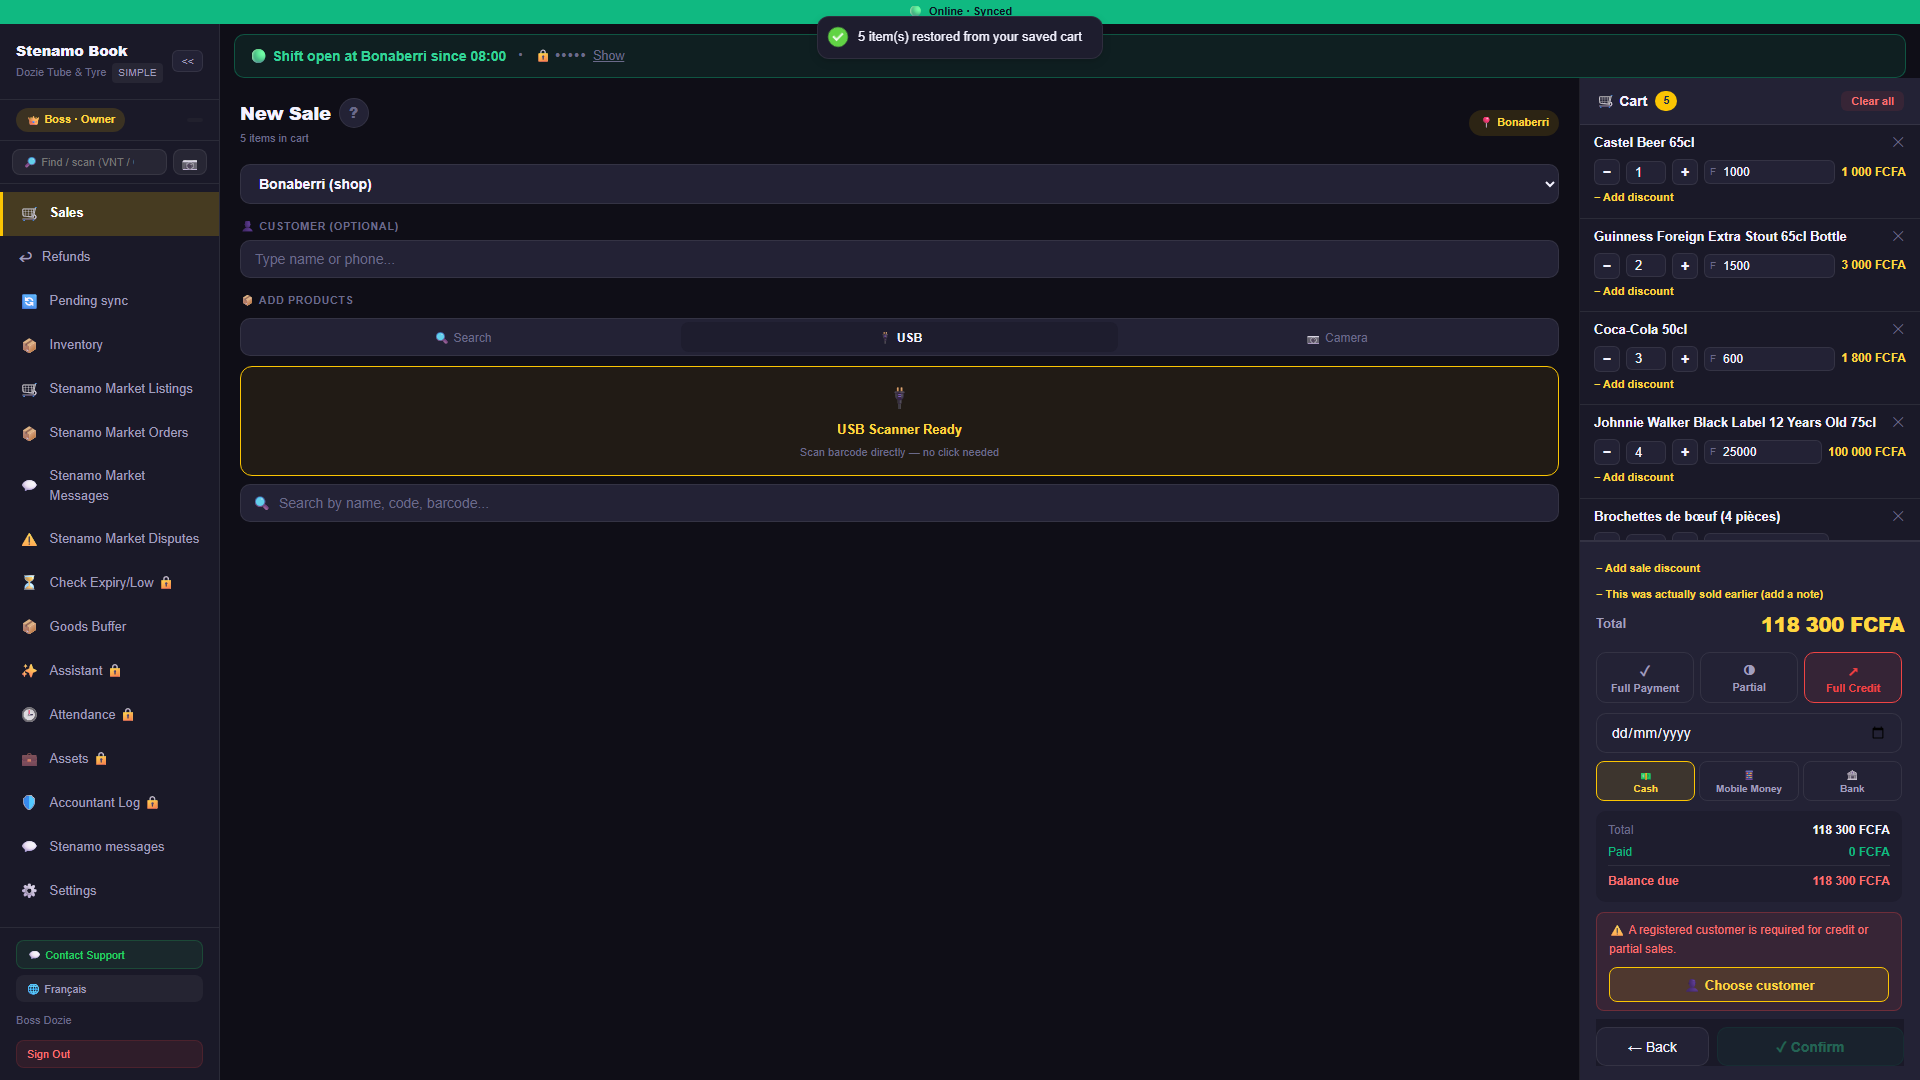 Online · Synced
5 item(s) restored from your saved cart
Stenamo Book
Dozie Tube & Tyre SIMPLE
<<
Boss · Owner
Find / scan (VNT /
Sales
Refunds
Pending sync
Inventory
Stenamo Market Listings
Stenamo Market Orders
Stenamo Market
Messages
Stenamo Market Disputes
Check Expiry/Low
Goods Buffer
Assistant
Attendance
Assets
Accountant Log
Stenamo messages
Settings
Contact Support
Français
Boss Dozie
Sign Out
Shift open at Bonaberri since 08:00 • ••••• Show
New Sale ?
5 items in cart
Bonaberri
Bonaberri (shop)
CUSTOMER (OPTIONAL)
Type name or phone...
ADD PRODUCTS
Search
USB
Camera
USB Scanner Ready
Scan barcode directly — no click needed
Search by name, code, barcode...
Cart 5
Clear all
Castel Beer 65cl
− 1 + F 1000 1 000 FCFA
– Add discount
Guinness Foreign Extra Stout 65cl Bottle
− 2 + F 1500 3 000 FCFA
– Add discount
Coca-Cola 50cl
− 3 + F 600 1 800 FCFA
– Add discount
Johnnie Walker Black Label 12 Years Old 75cl
− 4 + F 25000 100 000 FCFA
– Add discount
Brochettes de bœuf (4 pièces)
– Add sale discount
– This was actually sold earlier (add a note)
Total 118 300 FCFA
Full Payment
Partial
Full Credit
dd/mm/yyyy
Cash
Mobile Money
Bank
Total 118 300 FCFA
Paid 0 FCFA
Balance due 118 300 FCFA
A registered customer is required for credit or
partial sales.
Choose customer
← Back
✓ Confirm